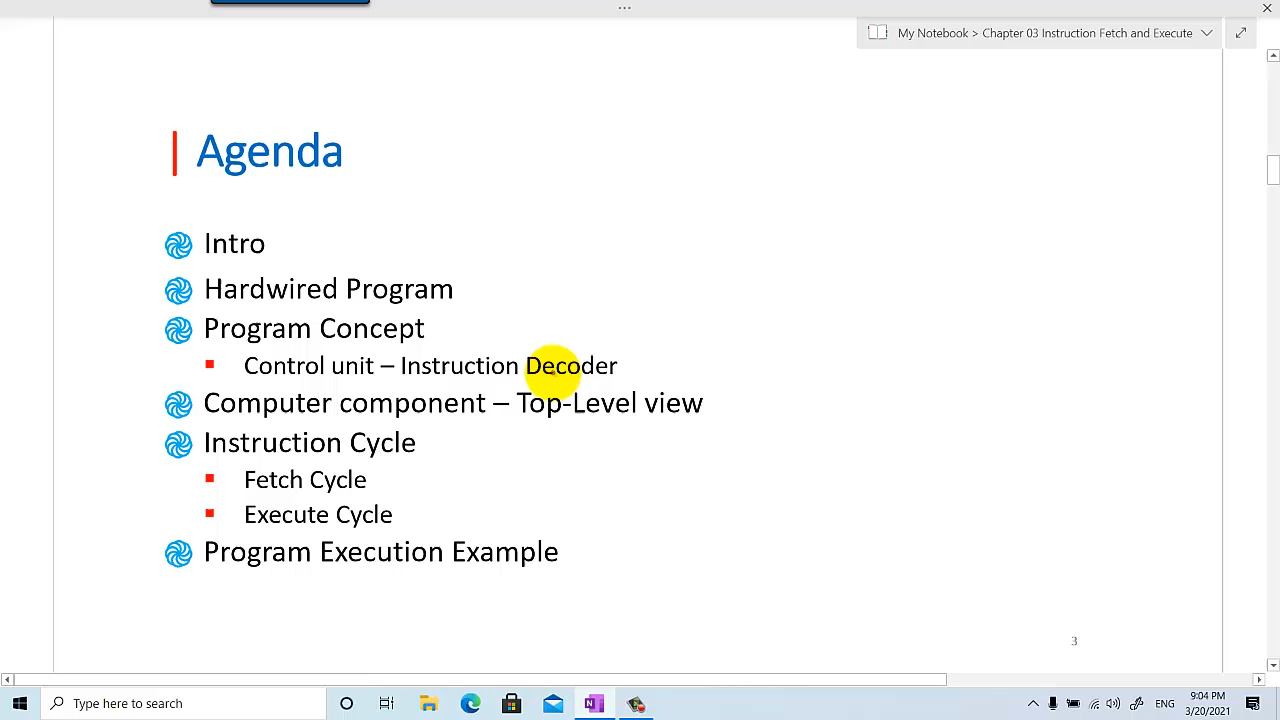 ...
My Notebook > Chapter 03 Instruction Fetch and Execute
Agenda
Intro
Hardwired Program
Program Concept
Control unit – Instruction Decoder
Computer component – Top-Level view
Instruction Cycle
Fetch Cycle
Execute Cycle
Program Execution Example
3
Type here to search
ENG
9:04 PM
3/20/2021